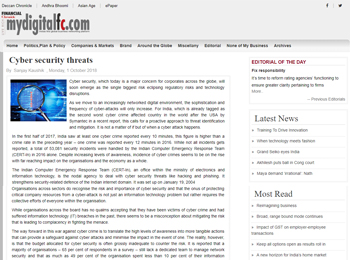 Deccan Chronicle | Andhra Bhoomi | Asian Age | ePaper
FINANCIAL
mydigitalfc.com
Home Politics,Plan & Policy Companies & Markets Brand Around the Globe Miscellany Editorial None of My Business Archives
Cyber security threats
By Sanjay Kaushik, Monday, 1 October 2018
Cyber security, which today is a major concern for corporates across the globe, will
soon emerge as the single biggest risk eclipsing regulatory risks and technology
disruptions.
As we move to an increasingly networked digital environment, the sophistication and
frequency of cyber-attacks will only increase. For India, which is already slated as
the second worst cyber crime affected country in the world after the USA by
Symantec in a recent report, this calls for a proactive approach to threat identification
and mitigation. It is not a matter of if but of when a cyber attack happens.
In the first half of 2017, India saw at least one cyber crime reported every 10 minutes, this figure is higher than a
crime rate in the preceding year – one crime was reported every 12 minutes in 2016. While not all incidents gets
reported, a total of 33,081 security incidents were handled by the Indian Computer Emergency Response Team
(CERT-In) in 2016 alone. Despite increasing levels of awareness, incidence of cyber crimes seems to be on the rise
with far reaching impact on the organisations and the economy as a whole.
The Indian Computer Emergency Response Team (CERT-In), an office within the ministry of electronics and
information technology, is the nodal agency to deal with cyber security threats like hacking and phishing. It
strengthens security-related defence of the Indian internet domain. It was set up on January 19, 2004
Organisations across sectors do recognise the risk and importance of cyber security and that the onus of protecting
critical company resources from a cyber-attack is not just an information technology problem but rather requires the
collective efforts of everyone within the organisation.
While organisations across the board has no qualms accepting that they have been victims of cyber crime and had
suffered information technology (IT) breaches in the past, there seems to be a misconception about mitigating the risk
that is leading to complacency in fighting the menace.
The way forward in this war against cyber crime is to translate the high levels of awareness into more tangible actions
that can provide a safeguard against cyber attacks and minimise the impact in the event of one. The reality, however,
is that the budget allocated for cyber security is often grossly inadequate to counter the risk. It is reported that a
majority of organisations – 65 per cent of respondents in a survey – still lack a dedicated team to manage network
security and that as much as 49 per cent of the organisation spent less than 10 per cent of their information
EDITORIAL OF THE DAY
Fix responsibility
It's time to reform rating agencies' functioning to
ensure greater clarity pertaining to firms
More...
– Previous Editorials
Latest News
Training To Drive Innovation
When technology meets fashion
Grand Seiko eyes India
Abhilash puts ball in Coog court
Maya demand 'national' .Nath
Most Read
Reimagining business
Broad, range bound mode continues
Impact of GST on employer-employee
transactions
Keep all options open as results roll in
A new horizon for India's home market